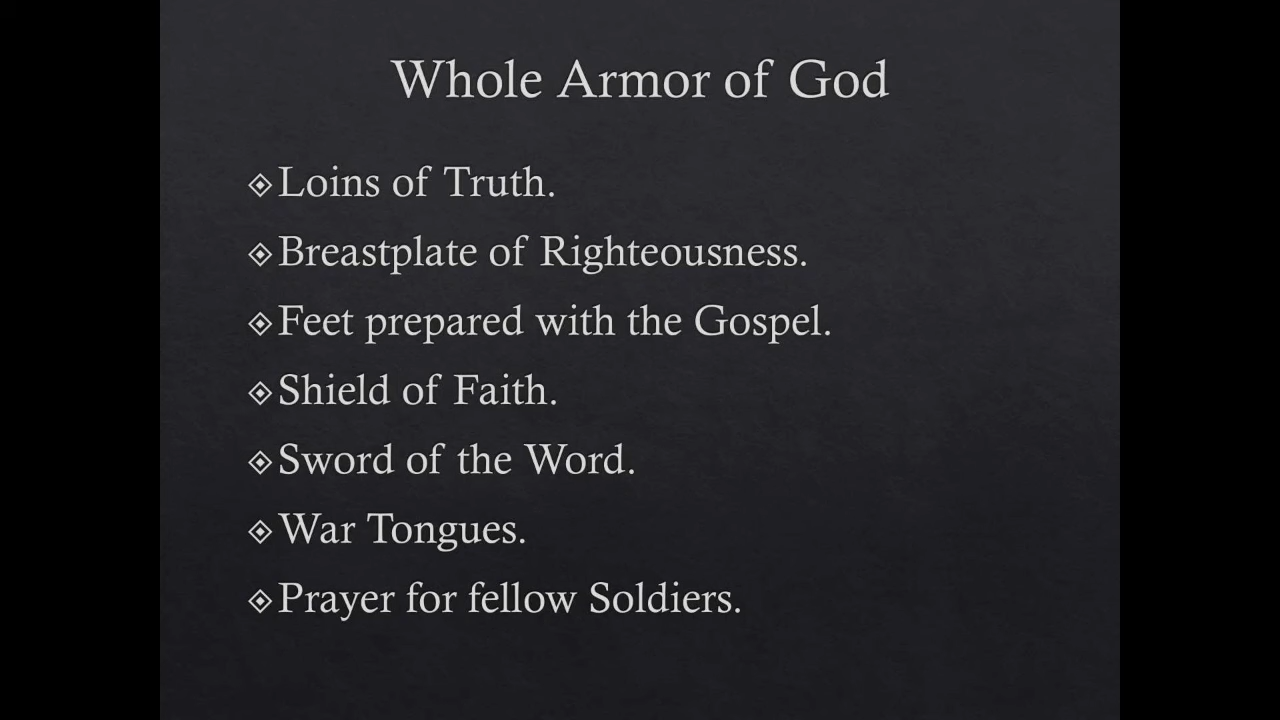 Whole Armor of God
Loins of Truth.
Breastplate of Righteousness.
Feet prepared with the Gospel.
Shield of Faith.
Sword of the Word.
War Tongues.
Prayer for fellow Soldiers.